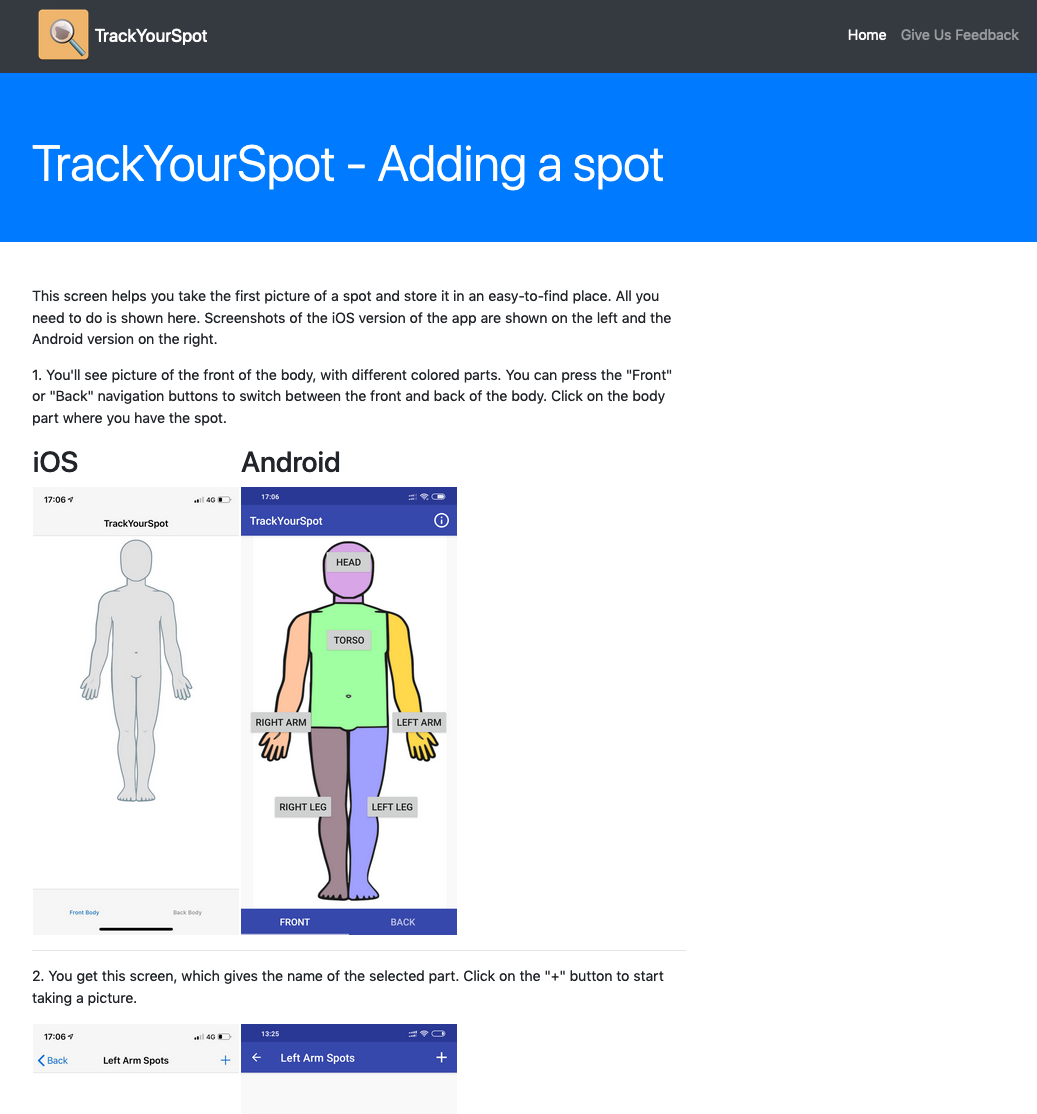 TrackYourSpot
Home Give Us Feedback
TrackYourSpot - Adding a spot
This screen helps you take the first picture of a spot and store it in an easy-to-find place. All you
need to do is shown here. Screenshots of the iOS version of the app are shown on the left and the
Android version on the right.
1. You'll see picture of the front of the body, with different colored parts. You can press the "Front"
or "Back" navigation buttons to switch between the front and back of the body. Click on the body
part where you have the spot.
iOS
Android
17:06
4G
TrackYourSpot
Front Body
Back Body
17:06
TrackYourSpot
HEAD
TORSO
RIGHT ARM
LEFT ARM
RIGHT LEG
LEFT LEG
FRONT
BACK
2. You get this screen, which gives the name of the selected part. Click on the "+" button to start
taking a picture.
17:06
4G
Back
Left Arm Spots
+
13:25
Left Arm Spots
+